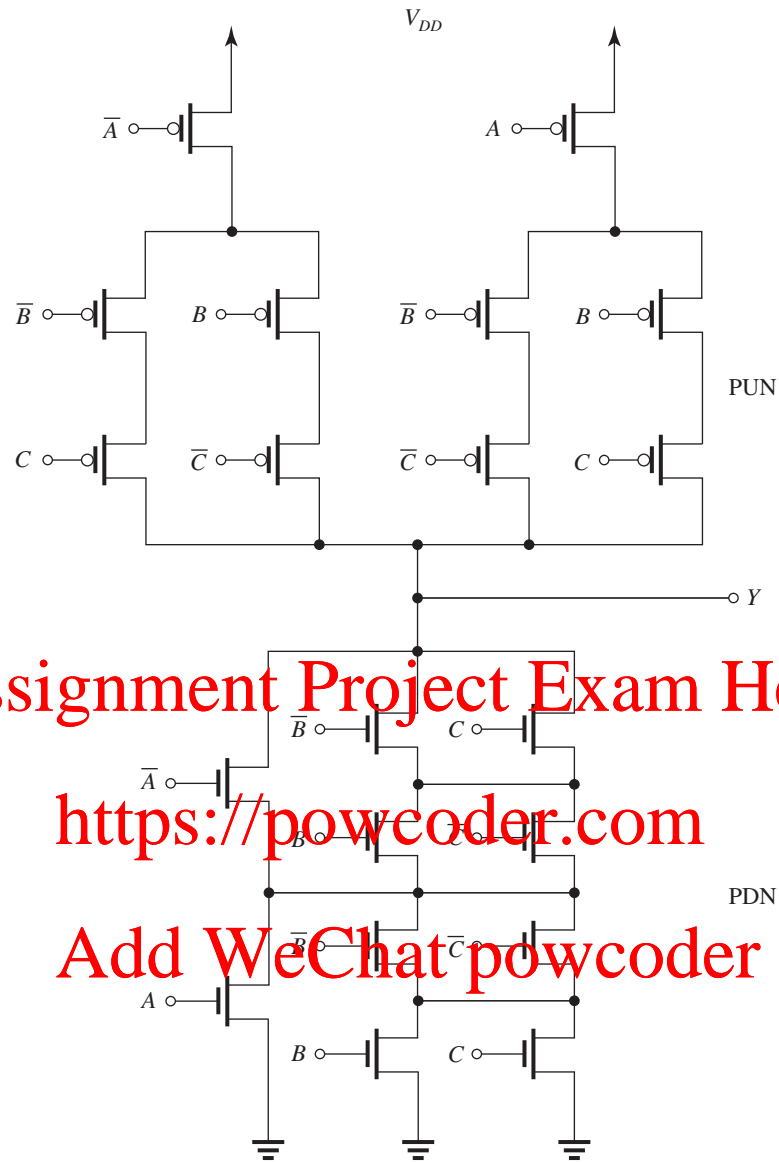 V_DD
A̅ A
B̅ B B̅ B
PUN
C C̅ C̅ C
Y
ssignment Project Exam He
B̅ C
A̅
https://powcoder.com
B C̅
PDN
Add WeChat powcoder
B̅ C̅
A
B C